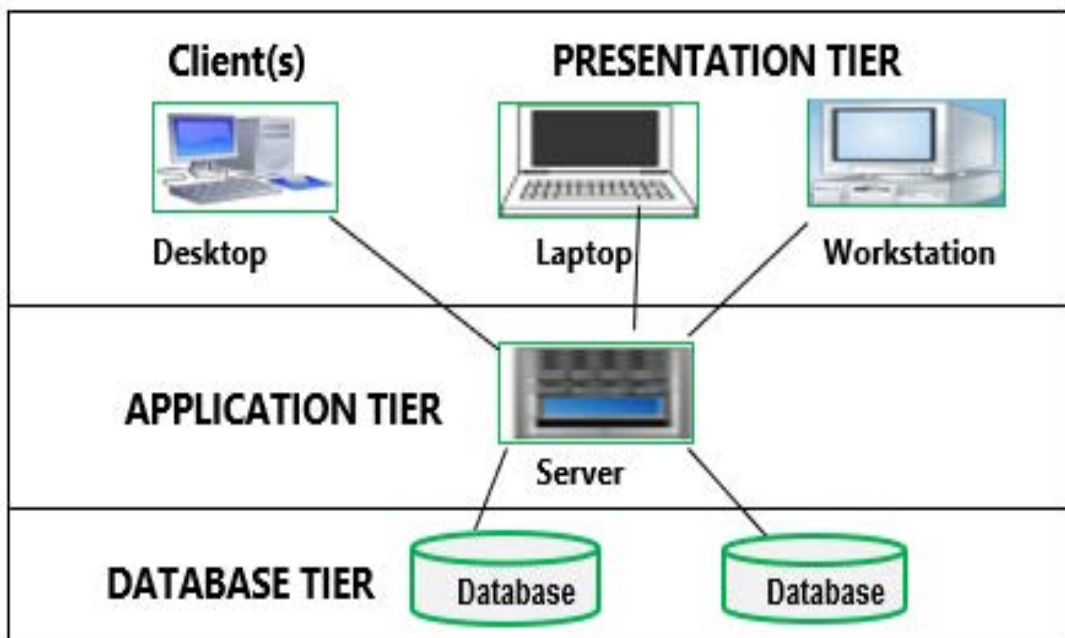 Client(s)
PRESENTATION TIER
Desktop
Laptop
Workstation
APPLICATION TIER
Server
DATABASE TIER
Database
Database